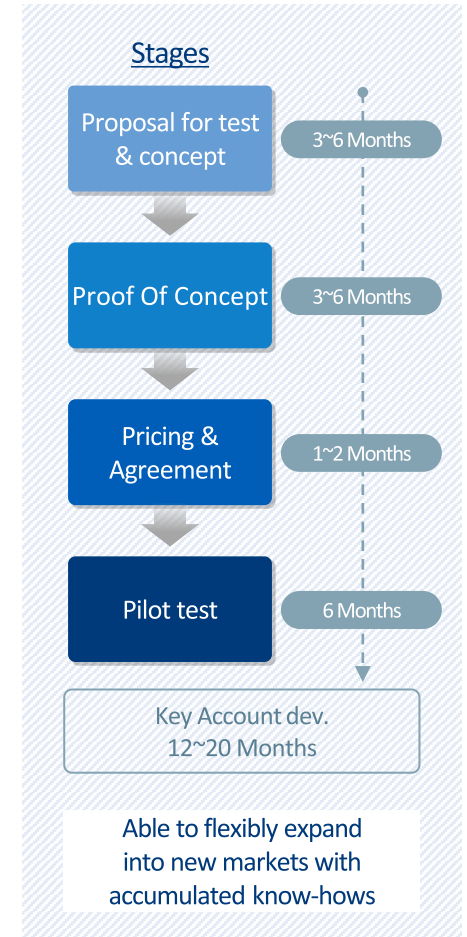 Stages
Proposal for test
& concept
3~6 Months
Proof Of Concept
3~6 Months
Pricing &
Agreement
1~2 Months
Pilot test
6 Months
Key Account dev.
12~20 Months
Able to flexibly expand
into new markets with
accumulated know-hows